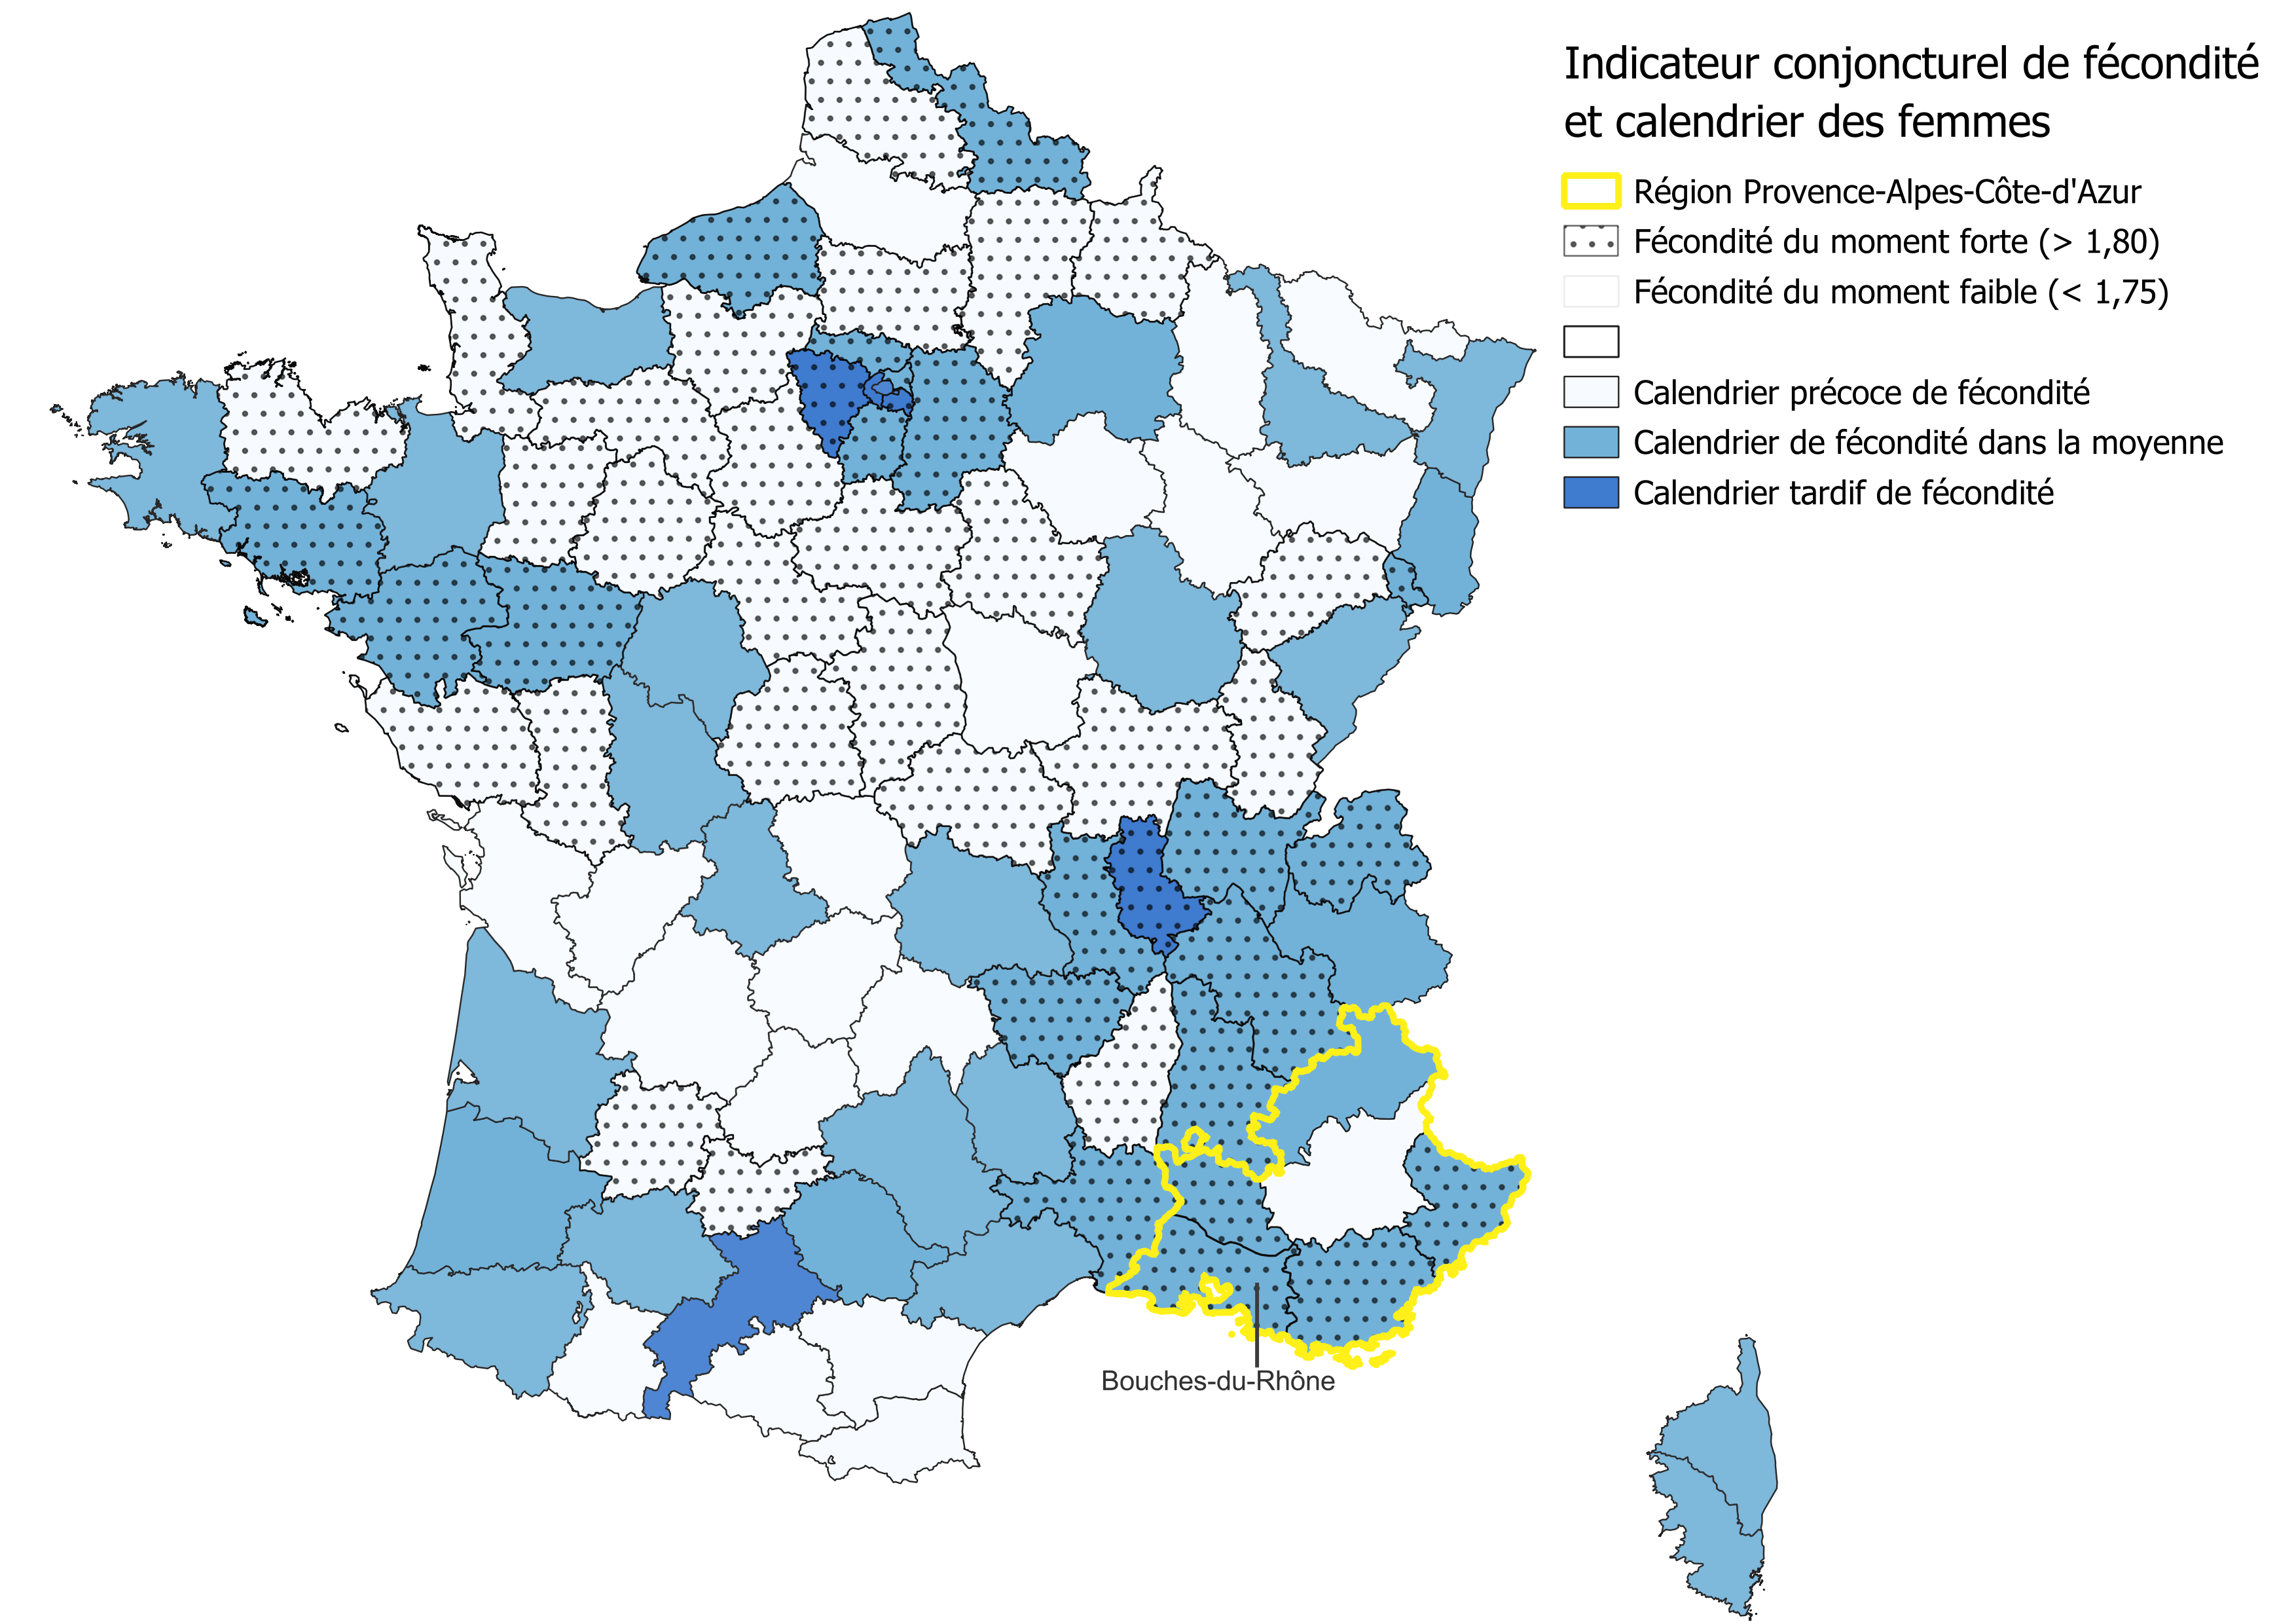 Indicateur conjoncturel de fécondité
et calendrier des femmes
Région Provence-Alpes-Côte-d'Azur
Fécondité du moment forte (> 1,80)
Fécondité du moment faible (< 1,75)
Calendrier précoce de fécondité
Calendrier de fécondité dans la moyenne
Calendrier tardif de fécondité
Bouches-du-Rhône